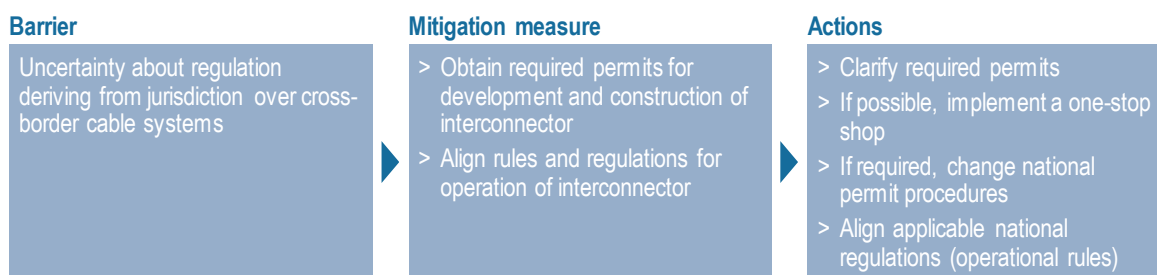 Barrier
Uncertainty about regulation
deriving from jurisdiction over cross-
border cable systems
Mitigation measure
> Obtain required permits for
development and construction of
interconnector
> Align rules and regulations for
operation of interconnector
Actions
> Clarify required permits
> If possible, implement a one-stop
shop
> If required, change national
permit procedures
> Align applicable national
regulations (operational rules)